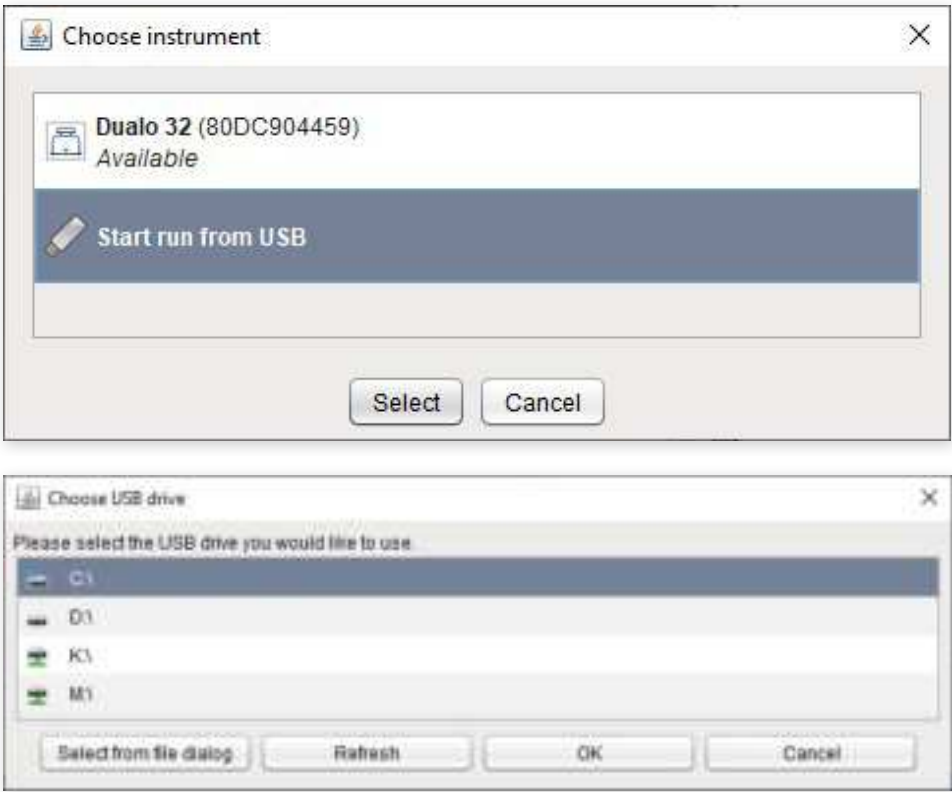 Choose instrument
Dualo 32 (80DC904459)
Available
Start run from USB
Select Cancel
Choose USB drive
Please select the USB drive you would like to use
C:\
D:\
K:\
M:\
Select from file dialog Refresh OK Cancel